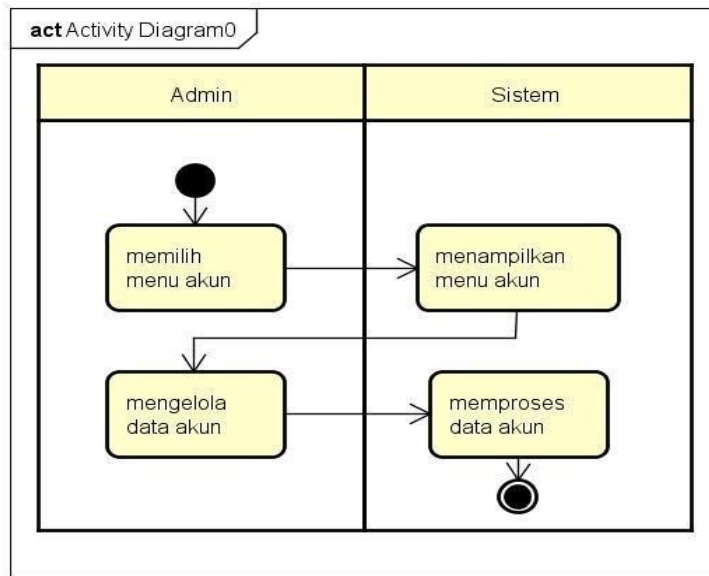 act Activity Diagram0
Admin
Sistem
memilih
menu akun
menampilkan
menu akun
mengelola
data akun
memproses
data akun